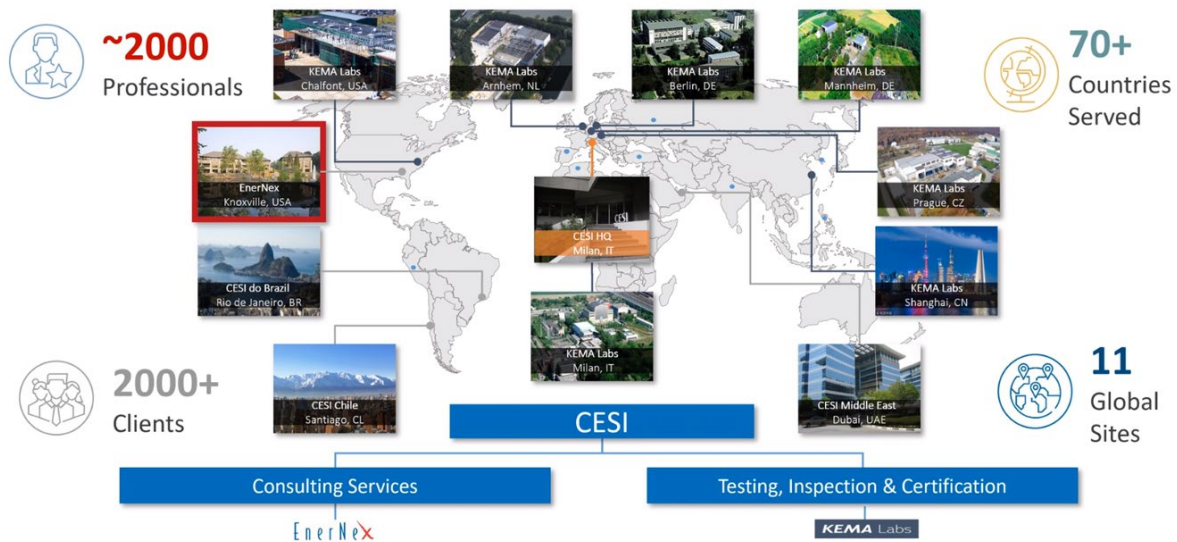 ~2000
Professionals
KEMA Labs
Chalfont, USA
KEMA Labs
Arnhem, NL
KEMA Labs
Berlin, DE
KEMA Labs
Mannheim, DE
70+
Countries
Served
EnerNex
Knoxville, USA
CESI
CESI HQ
Milan, IT
KEMA Labs
Prague, CZ
CESI do Brazil
Rio de Janeiro, BR
KEMA Labs
Shanghai, CN
KEMA Labs
Milan, IT
2000+
Clients
CESI Chile
Santiago, CL
CESI Middle East
Dubai, UAE
11
Global
Sites
CESI
Consulting Services
Testing, Inspection & Certification
EnerNex
KEMA Labs